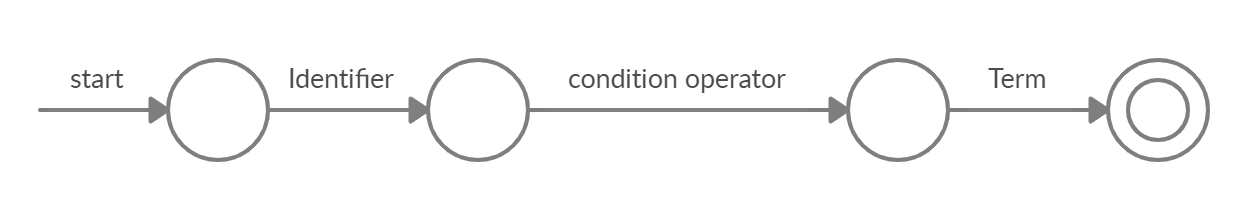 start
Identifier
condition operator
Term